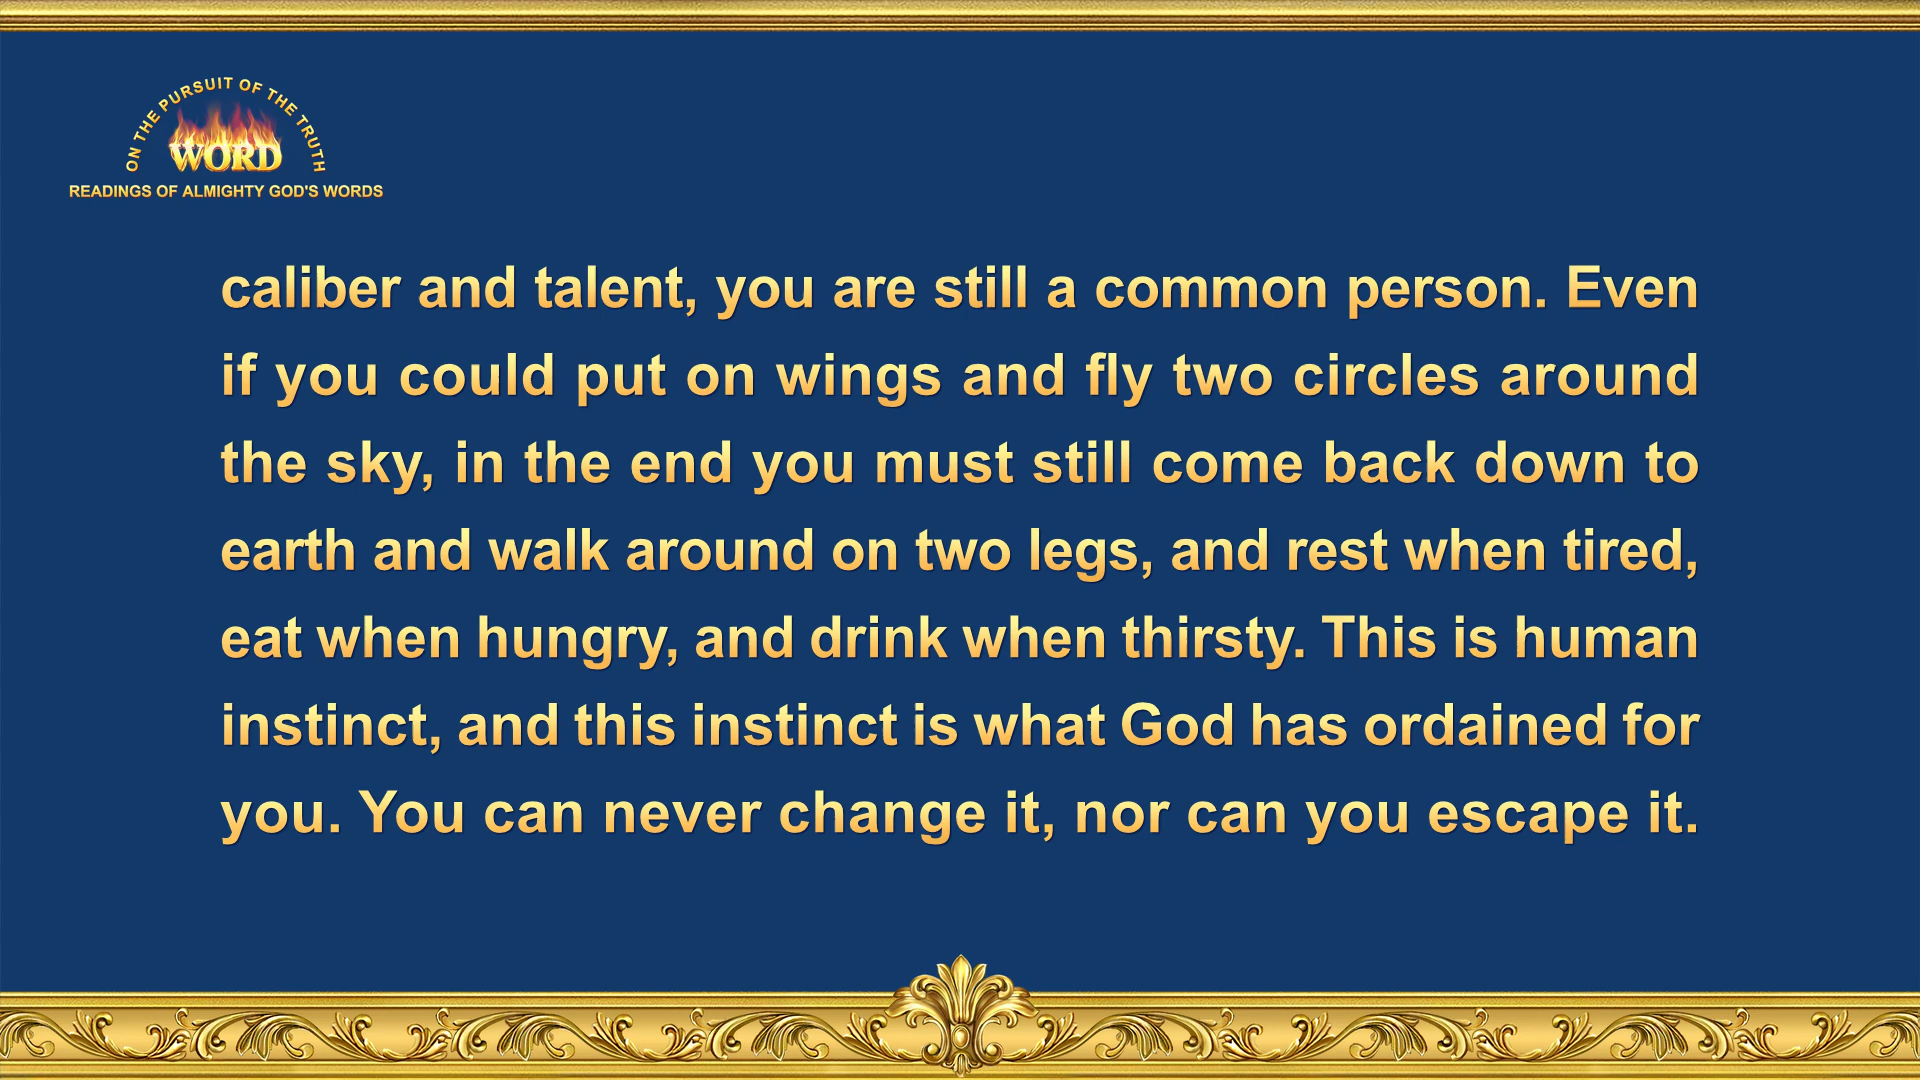 ON THE PURSUIT OF THE TRUTH
WORD
READINGS OF ALMIGHTY GOD'S WORDS
caliber and talent, you are still a common person. Even
if you could put on wings and fly two circles around
the sky, in the end you must still come back down to
earth and walk around on two legs, and rest when tired,
eat when hungry, and drink when thirsty. This is human
instinct, and this instinct is what God has ordained for
you. You can never change it, nor can you escape it.